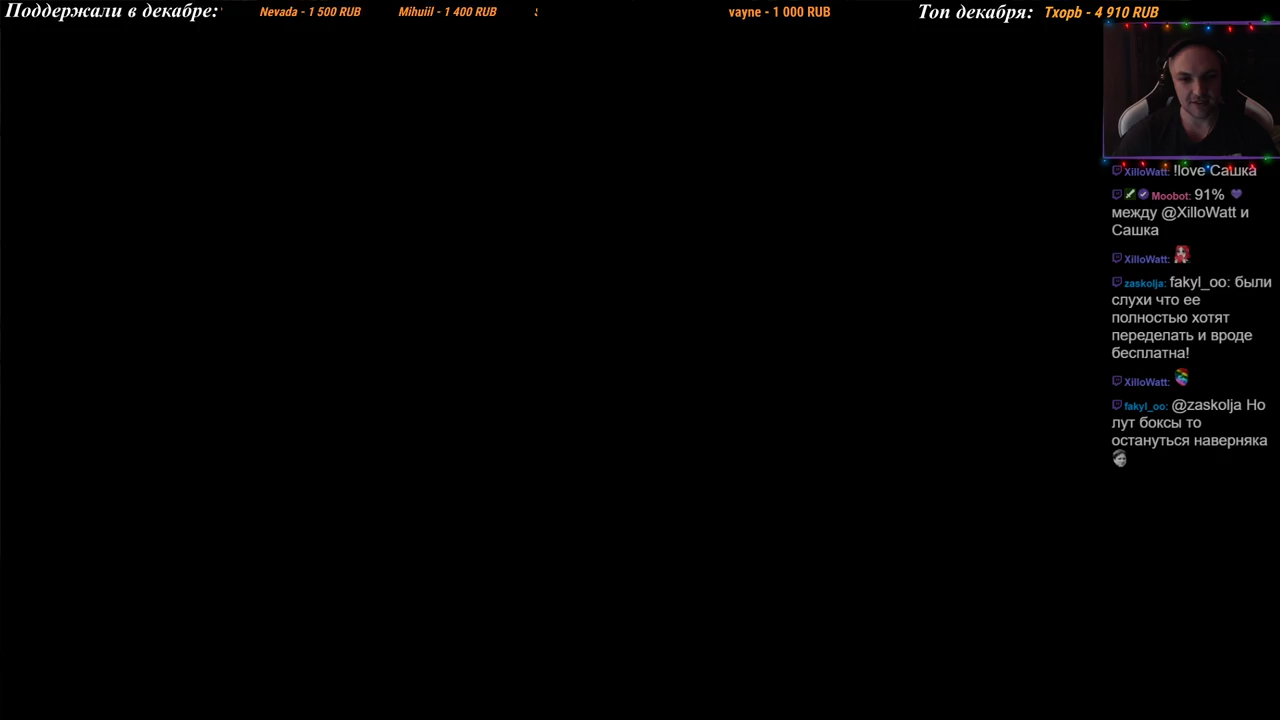 Поддержали в декабре: Nevada - 1 500 RUB Mihuiil - 1 400 RUB vayne - 1 000 RUB Топ декабря: Txopb - 4 910 RUB
XilloWatt: !love Сашка
Moobot: 91%
между @XilloWatt и
Сашка
XilloWatt:
zaskolja: fakyl_oo: были
слухи что ее
полностью хотят
переделать и вроде
бесплатна!
XilloWatt:
fakyl_oo: @zaskolja Но
лут боксы то
остануться наверняка